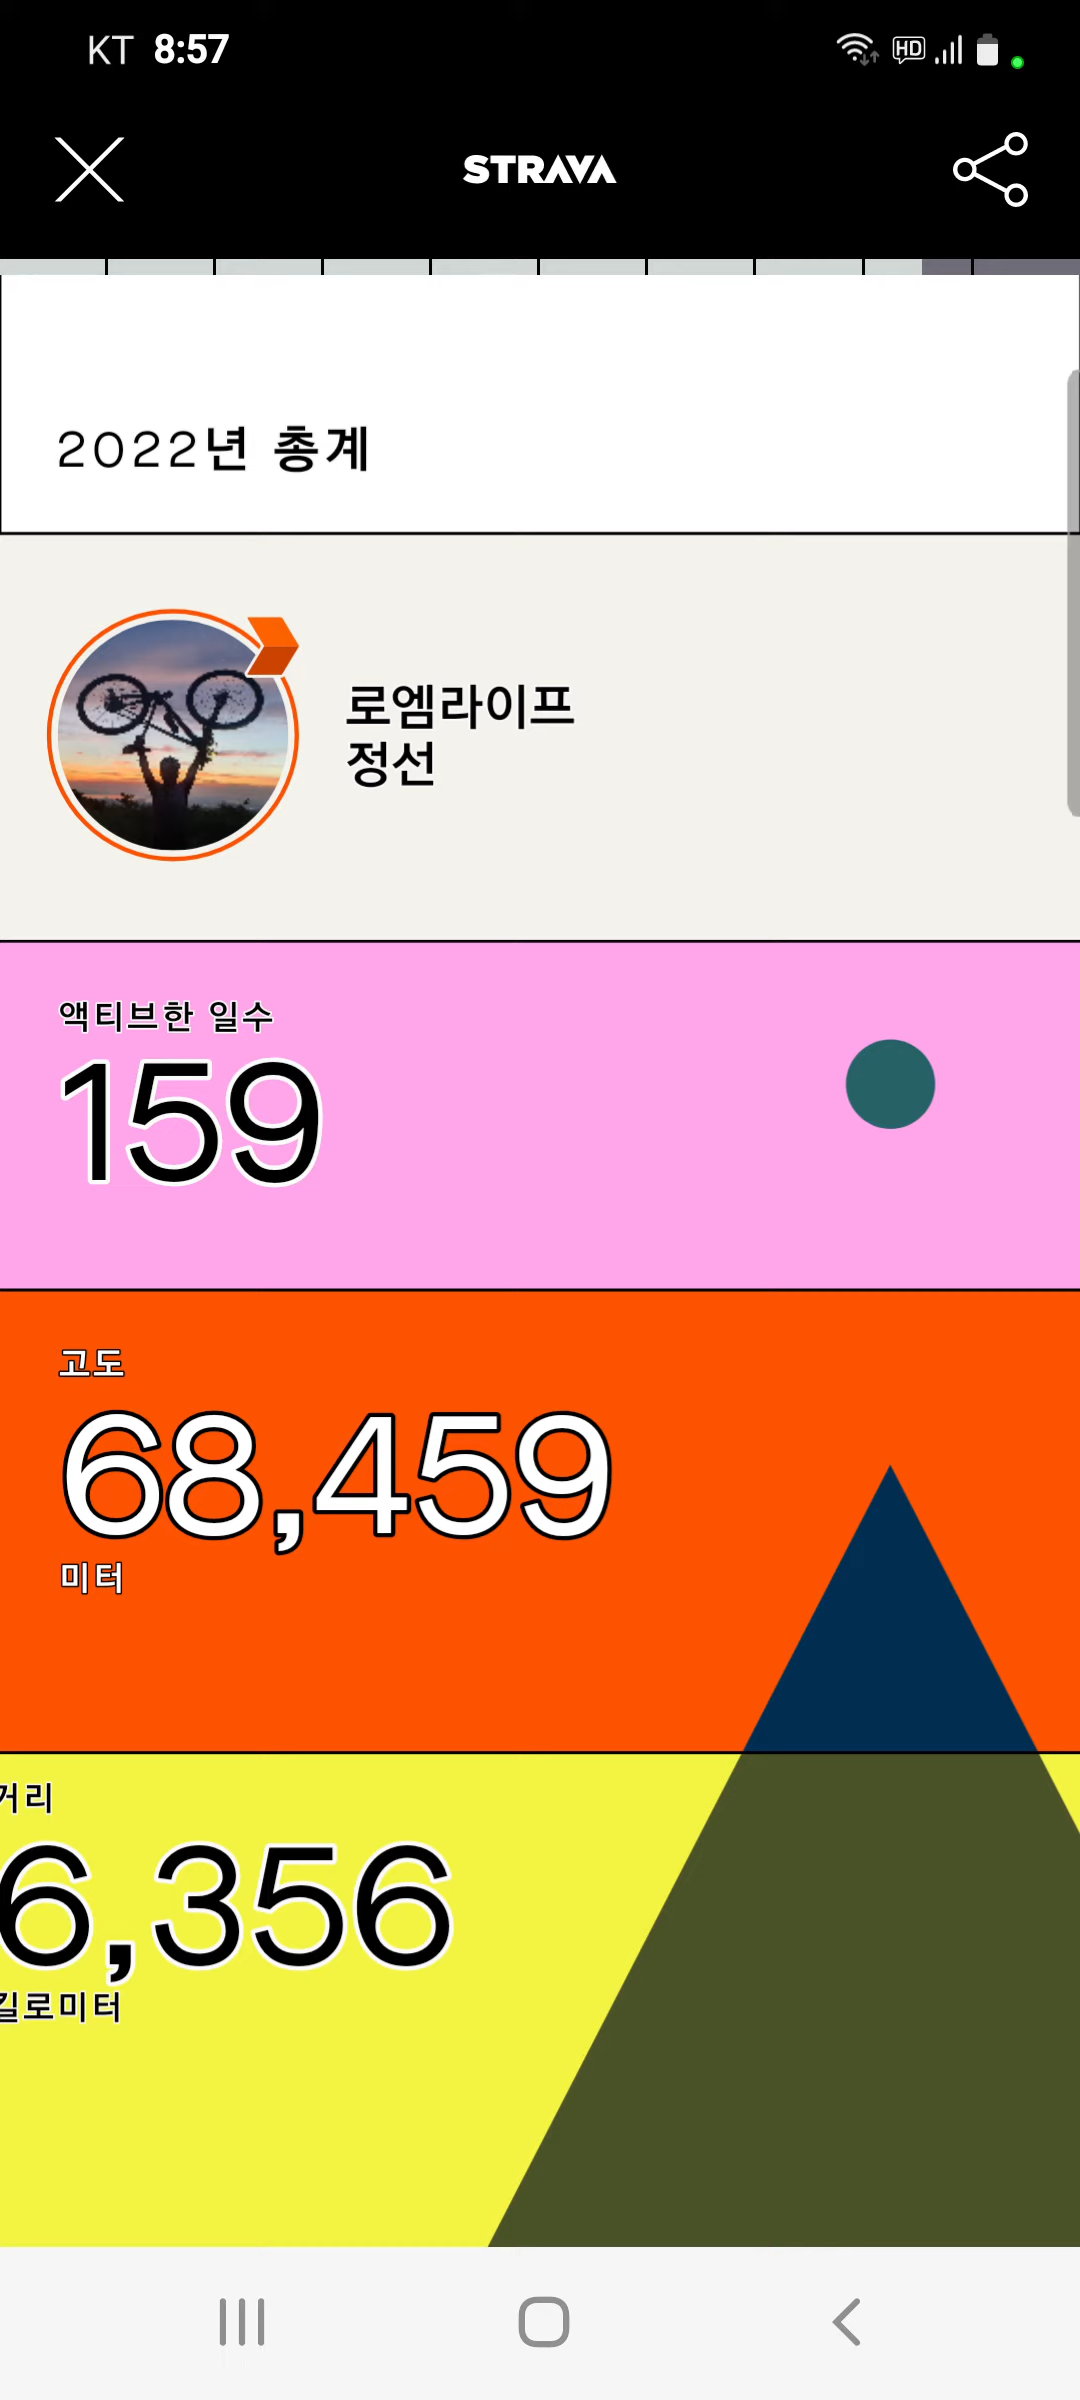 KT 8:57
HD
STRAVA
2022년 총계
로엠라이프
정선
액티브한 일수
159
고도
68,459
미터
거리
6,356
킬로미터